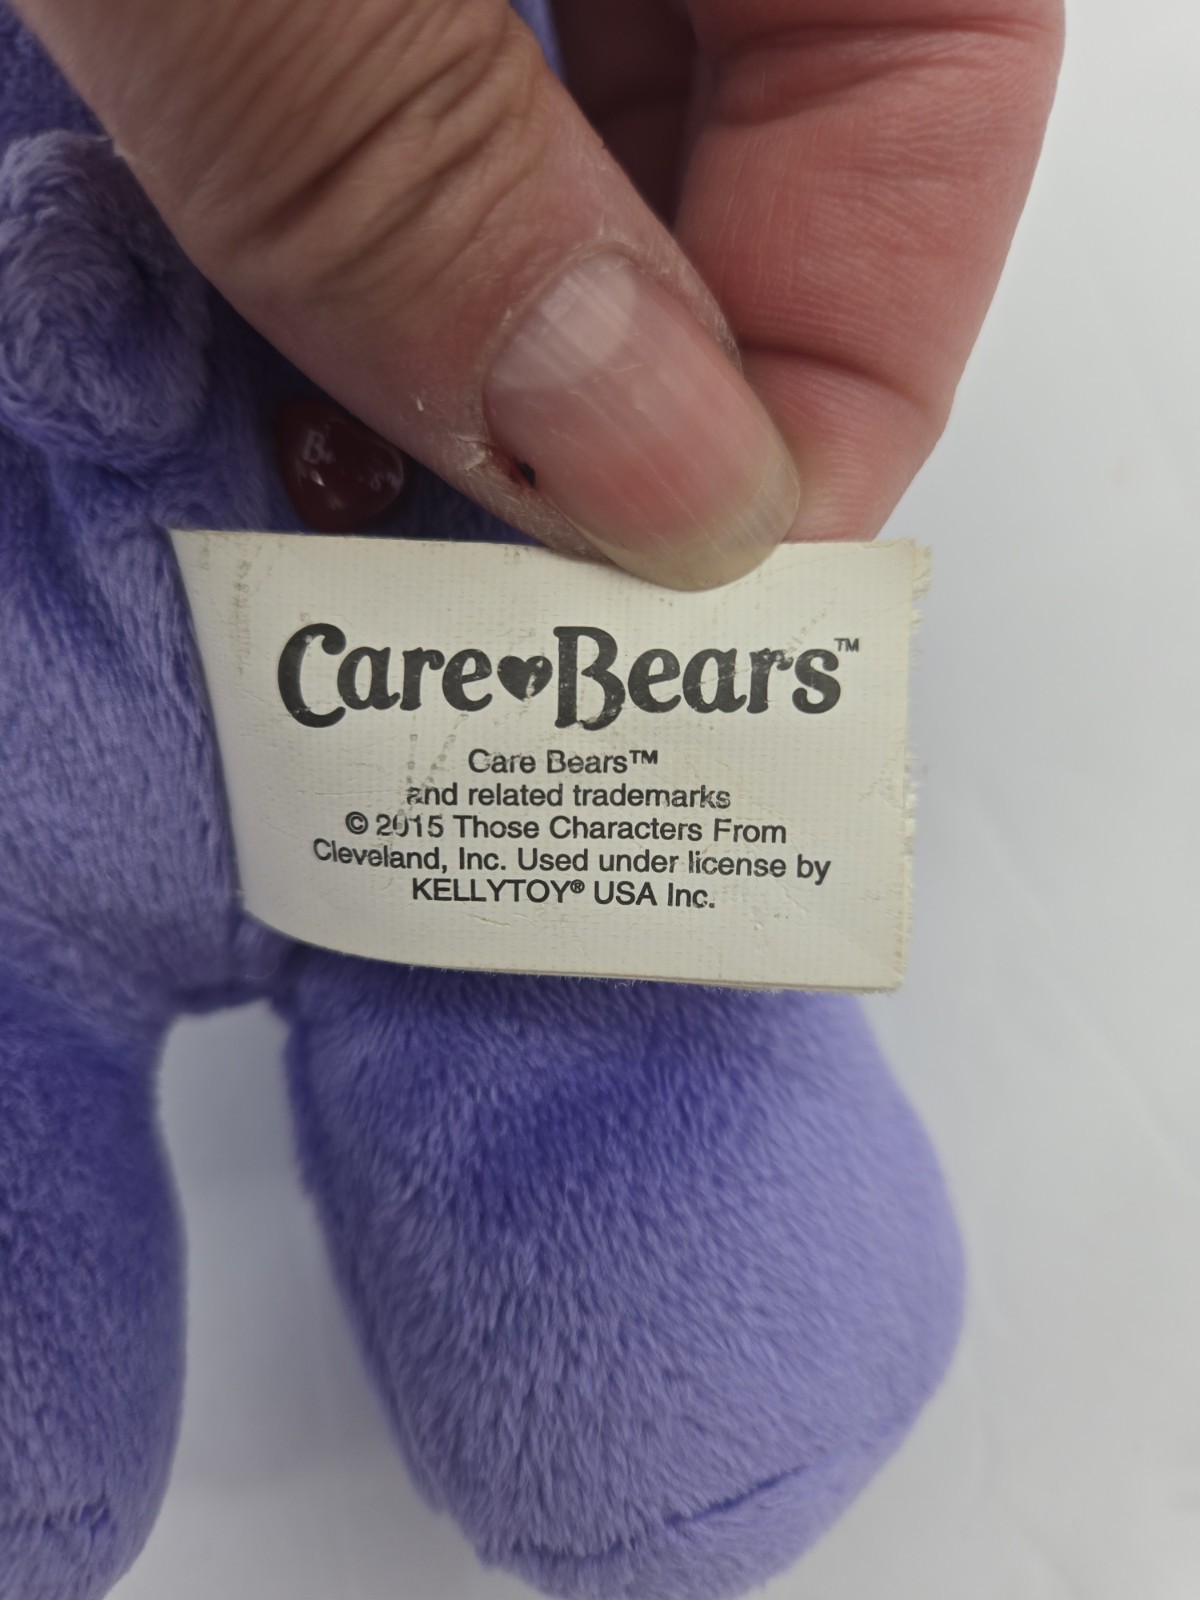 Care Bears™
Care Bears™
and related trademarks
© 2015 Those Characters From
Cleveland, Inc. Used under license by
KELLYTOY® USA Inc.